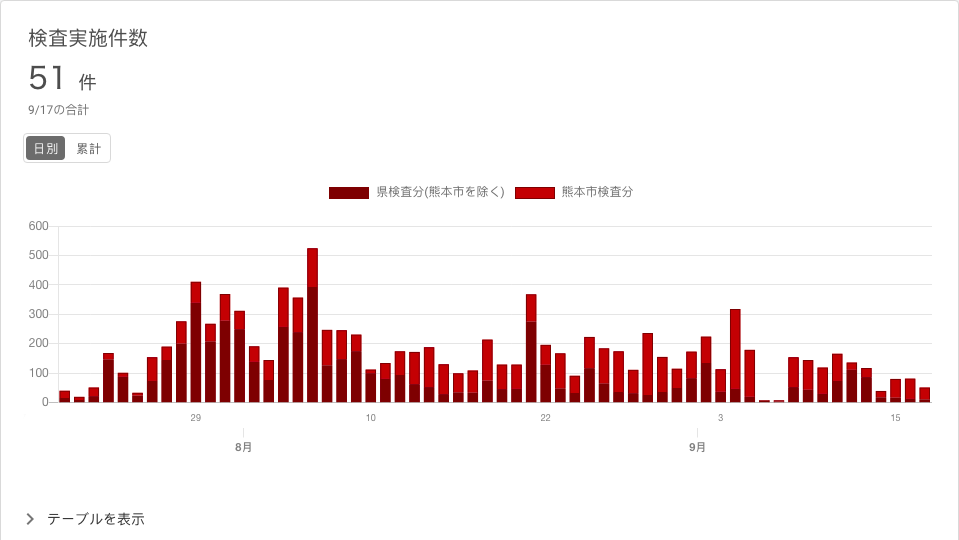 検査実施件数
51 件
9/17の合計
日別 累計
県検査分(熊本市を除く) 熊本市検査分
600
500
400
300
200
100
0
29 10 22 3 15
8月 9月
テーブルを表示